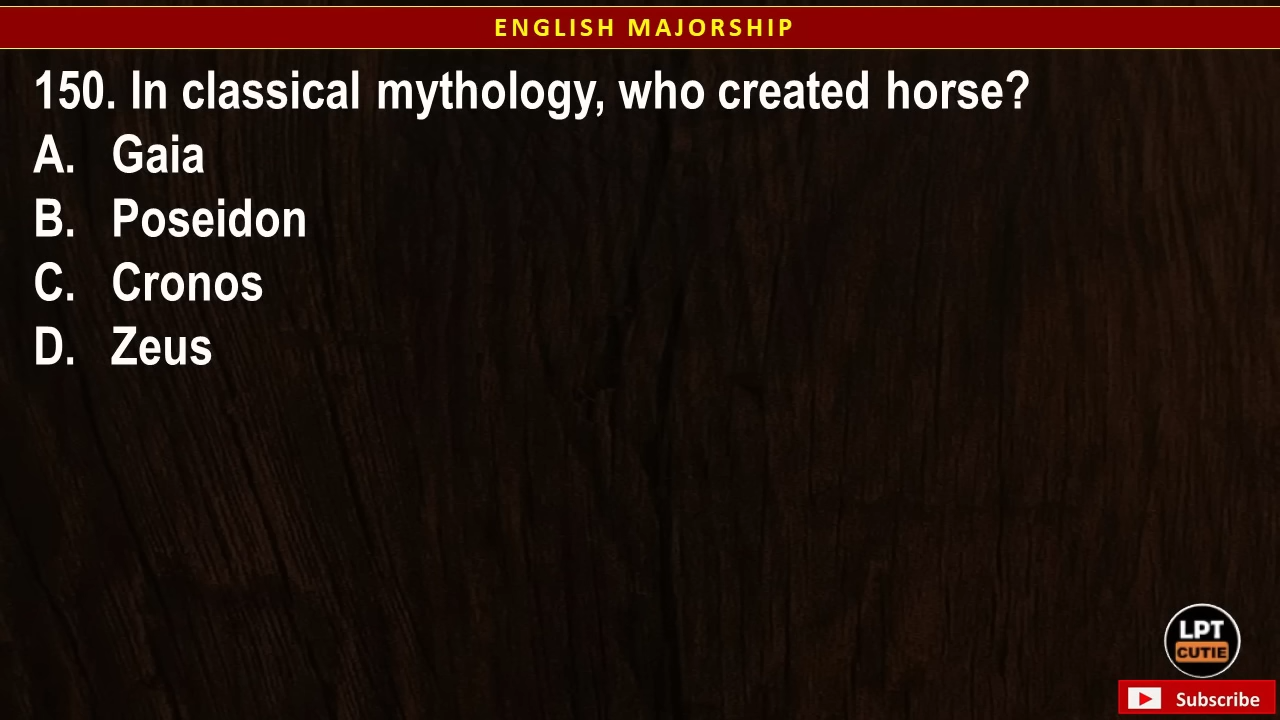 ENGLISH MAJORSHIP
150. In classical mythology, who created horse?
A. Gaia
B. Poseidon
C. Cronos
D. Zeus
LPT
CUTIE
Subscribe